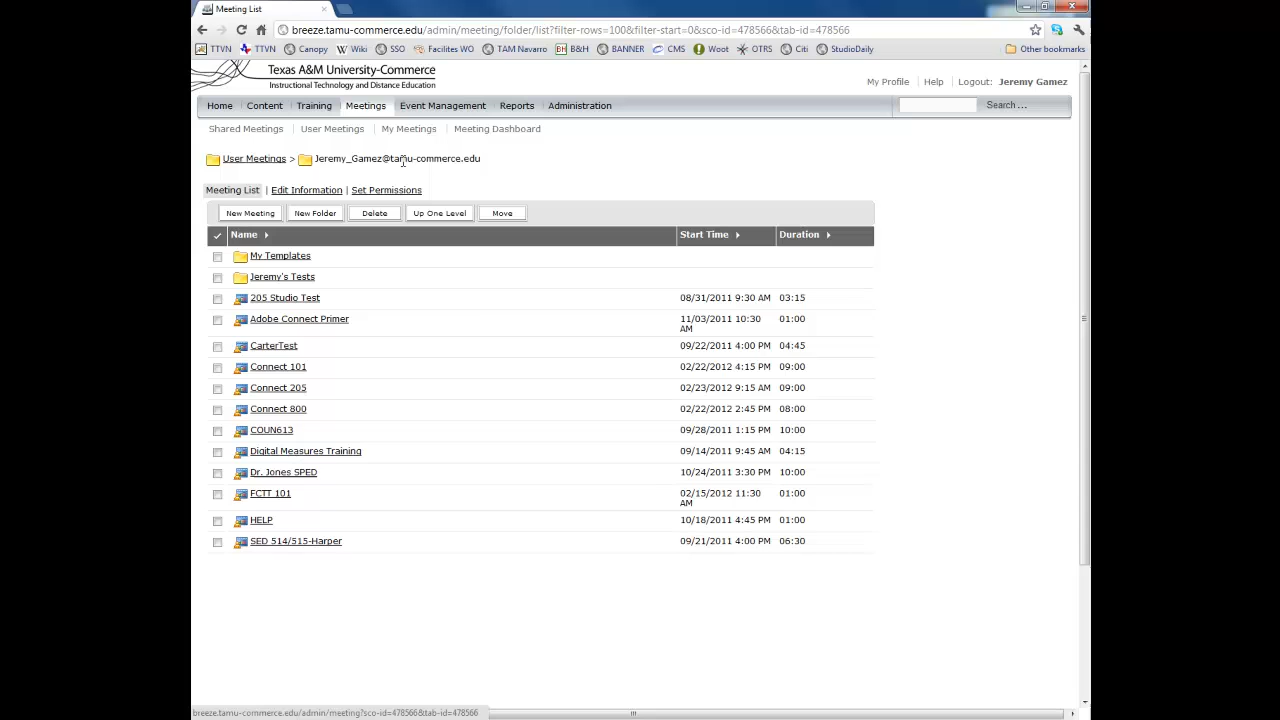 Meeting List
breeze.tamu-commerce.edu/admin/meeting/folder/list?filter-rows=100&filter-start=0&sco-id=478566&tab-id=478566
TTVN TTVN Canopy Wiki SSO Facilites WO TAM Navarro B&H BANNER CMS Woot OTRS Citi StudioDaily Other bookmarks
Texas A&M University-Commerce
Instructional Technology and Distance Education
My Profile Help Logout: Jeremy Gamez
Home Content Training Meetings Event Management Reports Administration Search ...
Shared Meetings User Meetings My Meetings Meeting Dashboard
User Meetings > Jeremy_Gamez@tamu-commerce.edu
Meeting List | Edit Information | Set Permissions
New Meeting New Folder Delete Up One Level Move
Name Start Time Duration
My Templates
Jeremy's Tests
205 Studio Test 08/31/2011 9:30 AM 03:15
Adobe Connect Primer 11/03/2011 10:30 AM 01:00
CarterTest 09/22/2011 4:00 PM 04:45
Connect 101 02/22/2012 4:15 PM 09:00
Connect 205 02/23/2012 9:15 AM 09:00
Connect 800 02/22/2012 2:45 PM 08:00
COUN613 09/28/2011 1:15 PM 10:00
Digital Measures Training 09/14/2011 9:45 AM 04:15
Dr. Jones SPED 10/24/2011 3:30 PM 10:00
FCTT 101 02/15/2012 11:30 AM 01:00
HELP 10/18/2011 4:45 PM 01:00
SED 514/515-Harper 09/21/2011 4:00 PM 06:30
breeze.tamu-commerce.edu/admin/meeting?sco-id=478566&tab-id=478566